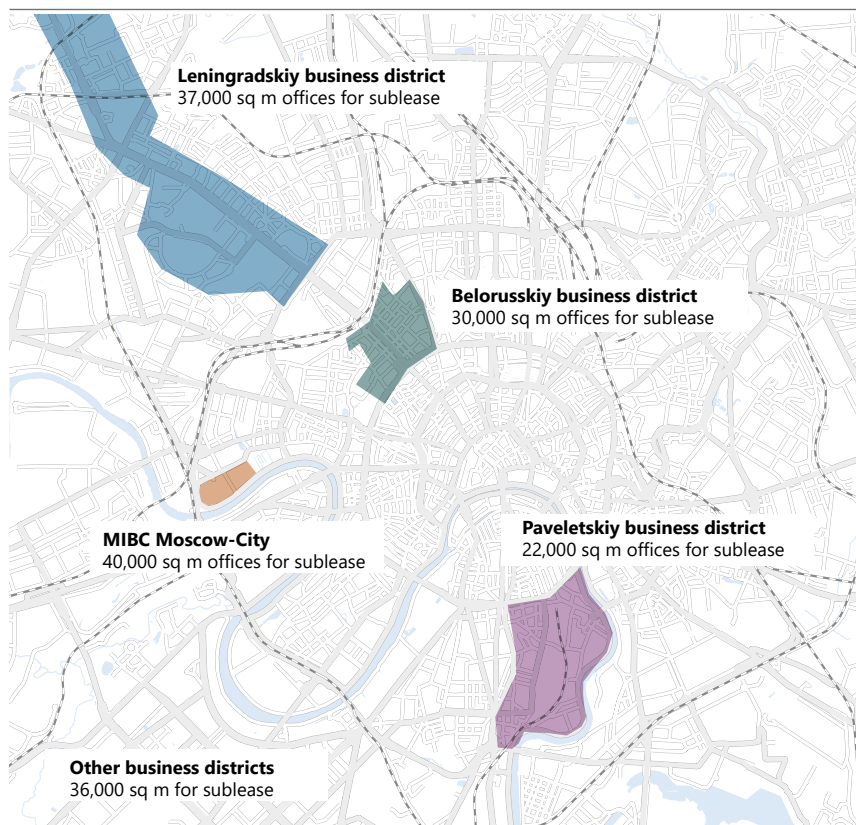 Leningradskiy business district
37,000 sq m offices for sublease
Belorusskiy business district
30,000 sq m offices for sublease
MIBC Moscow-City
40,000 sq m offices for sublease
Paveletskiy business district
22,000 sq m offices for sublease
Other business districts
36,000 sq m for sublease